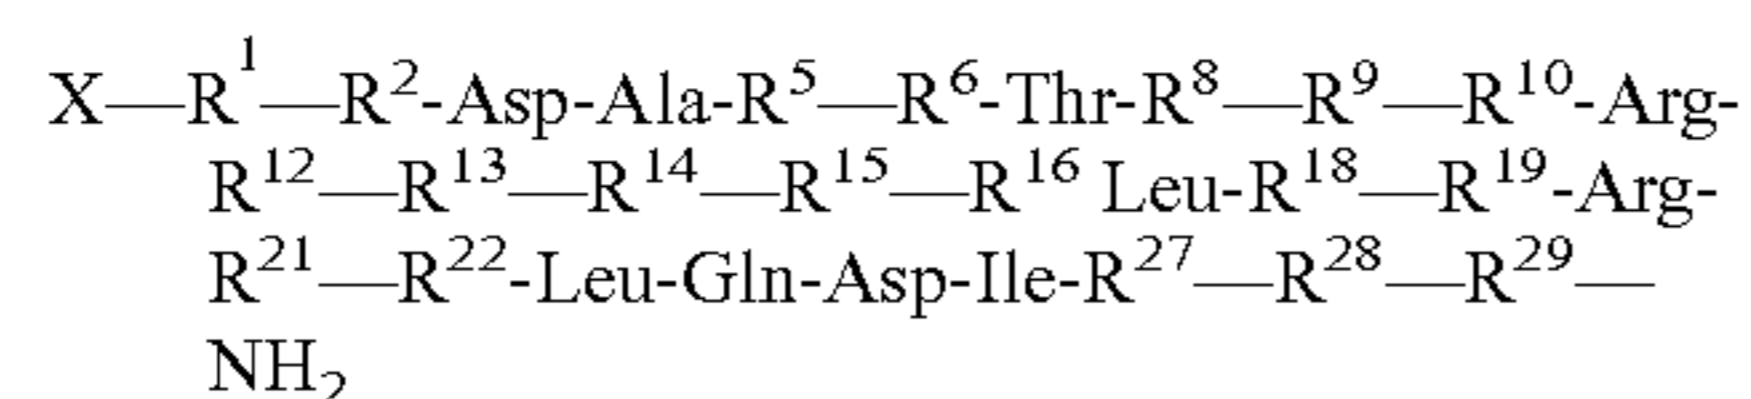 X—R¹—R²-Asp-Ala-R⁵—R⁶-Thr-R⁸—R⁹—R¹⁰-Arg-
R¹²—R¹³—R¹⁴—R¹⁵—R¹⁶ Leu-R¹⁸—R¹⁹-Arg-
R²¹—R²²-Leu-Gln-Asp-Ile-R²⁷—R²⁸—R²⁹—
NH₂